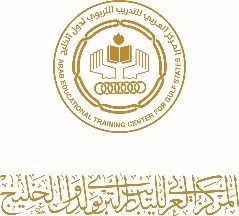 المركز العربي للتدريب التربوي لدول الخليج
ARAB EDUCATIONAL TRAINING CENTER FOR GULF STATES
المركز العربي للتدريب التربوي لدول الخليج